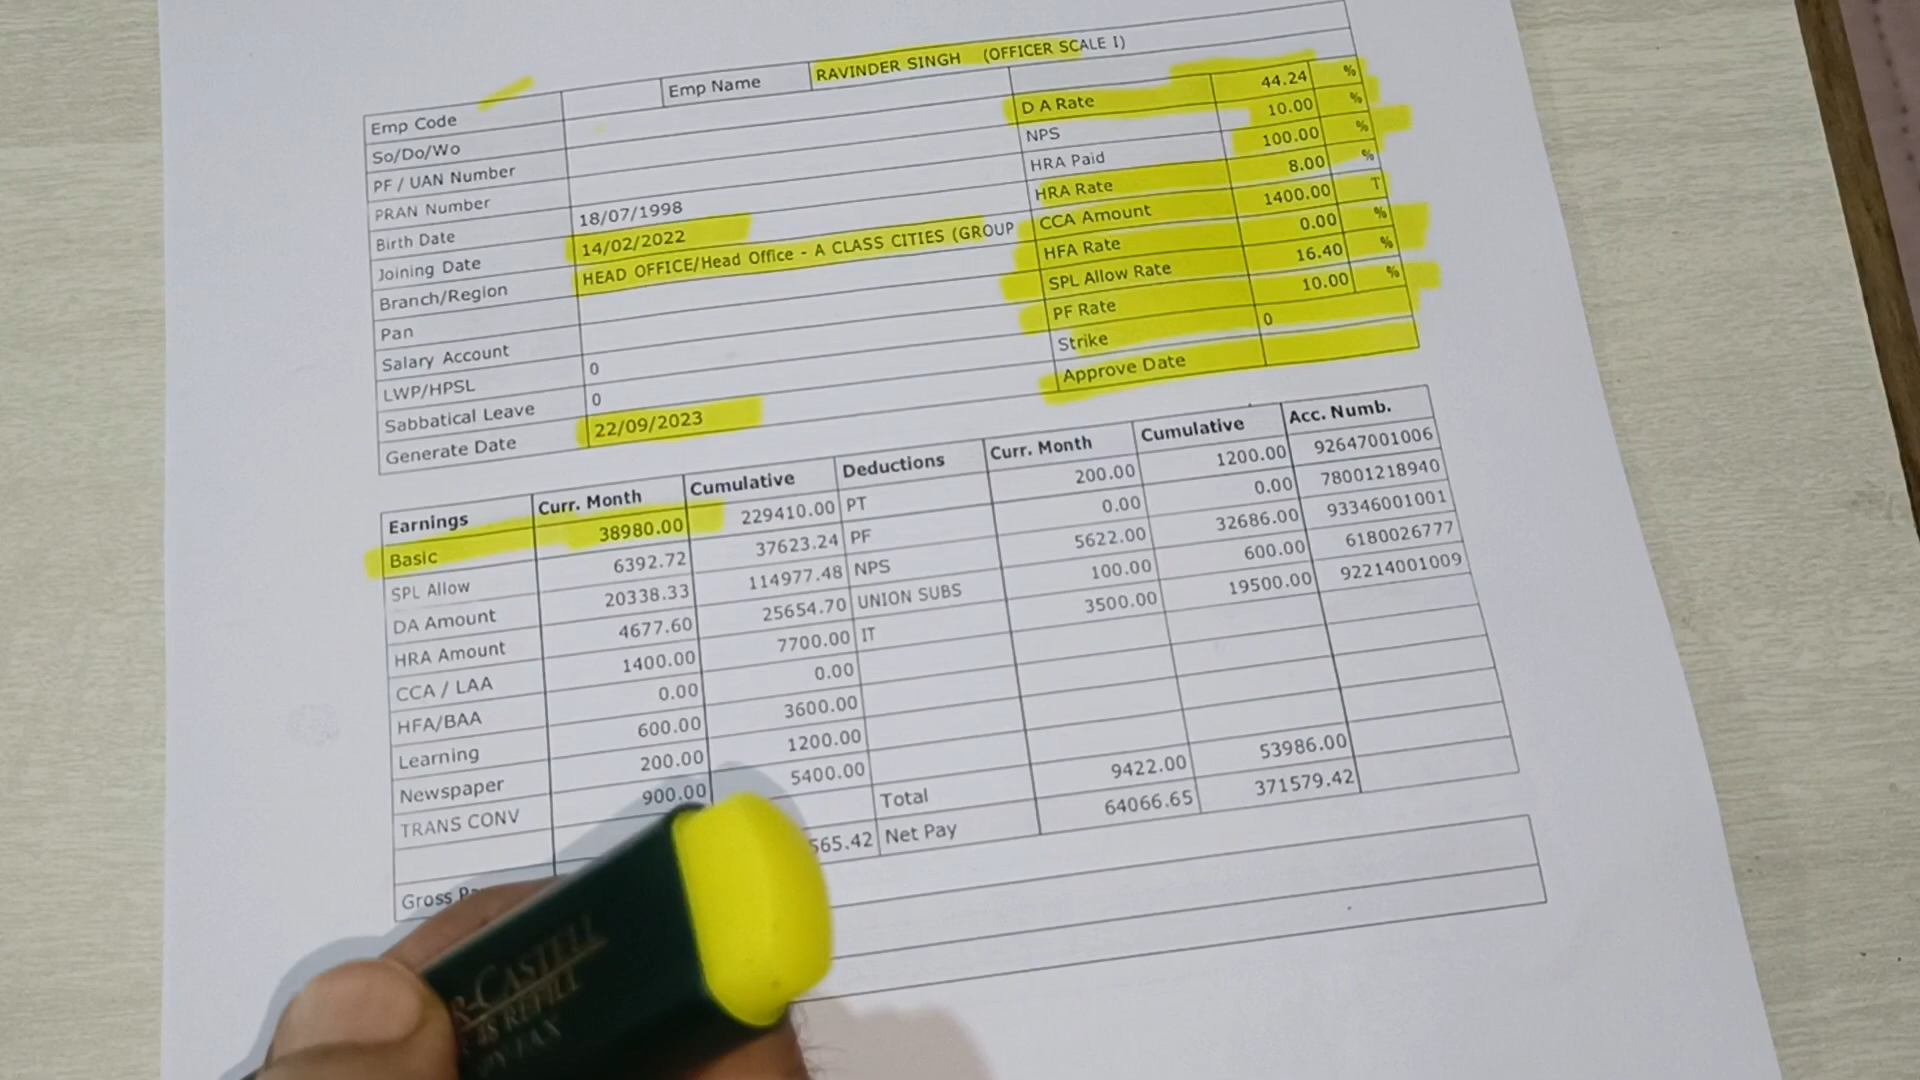 Emp Code Emp Name RAVINDER SINGH (OFFICER SCALE I)
So/Do/Wo D A Rate 44.24 %
PF / UAN Number NPS 10.00 %
PRAN Number HRA Paid 100.00 %
Birth Date 18/07/1998 HRA Rate 8.00 %
Joining Date 14/02/2022 CCA Amount 1400.00 T
Branch/Region HEAD OFFICE/Head Office - A CLASS CITIES (GROUP HFA Rate 0.00 %
Pan SPL Allow Rate 16.40 %
Salary Account PF Rate 10.00 %
LWP/HPSL 0 Strike 0
Sabbatical Leave 0 Approve Date
Generate Date 22/09/2023
Earnings Curr. Month Cumulative Deductions Curr. Month Cumulative Acc. Numb.
Basic 38980.00 229410.00 PT 200.00 1200.00 92647001006
SPL Allow 6392.72 37623.24 PF 0.00 0.00 78001218940
DA Amount 20338.33 114977.48 NPS 5622.00 32686.00 93346001001
HRA Amount 4677.60 25654.70 UNION SUBS 100.00 600.00 6180026777
CCA / LAA 1400.00 7700.00 IT 3500.00 19500.00 92214001009
HFA/BAA 0.00 0.00
Learning 600.00 3600.00
Newspaper 200.00 1200.00
TRANS CONV 900.00 5400.00
Total 9422.00 53986.00
Gross 565.42 Net Pay 64066.65 371579.42
R-CASTELL